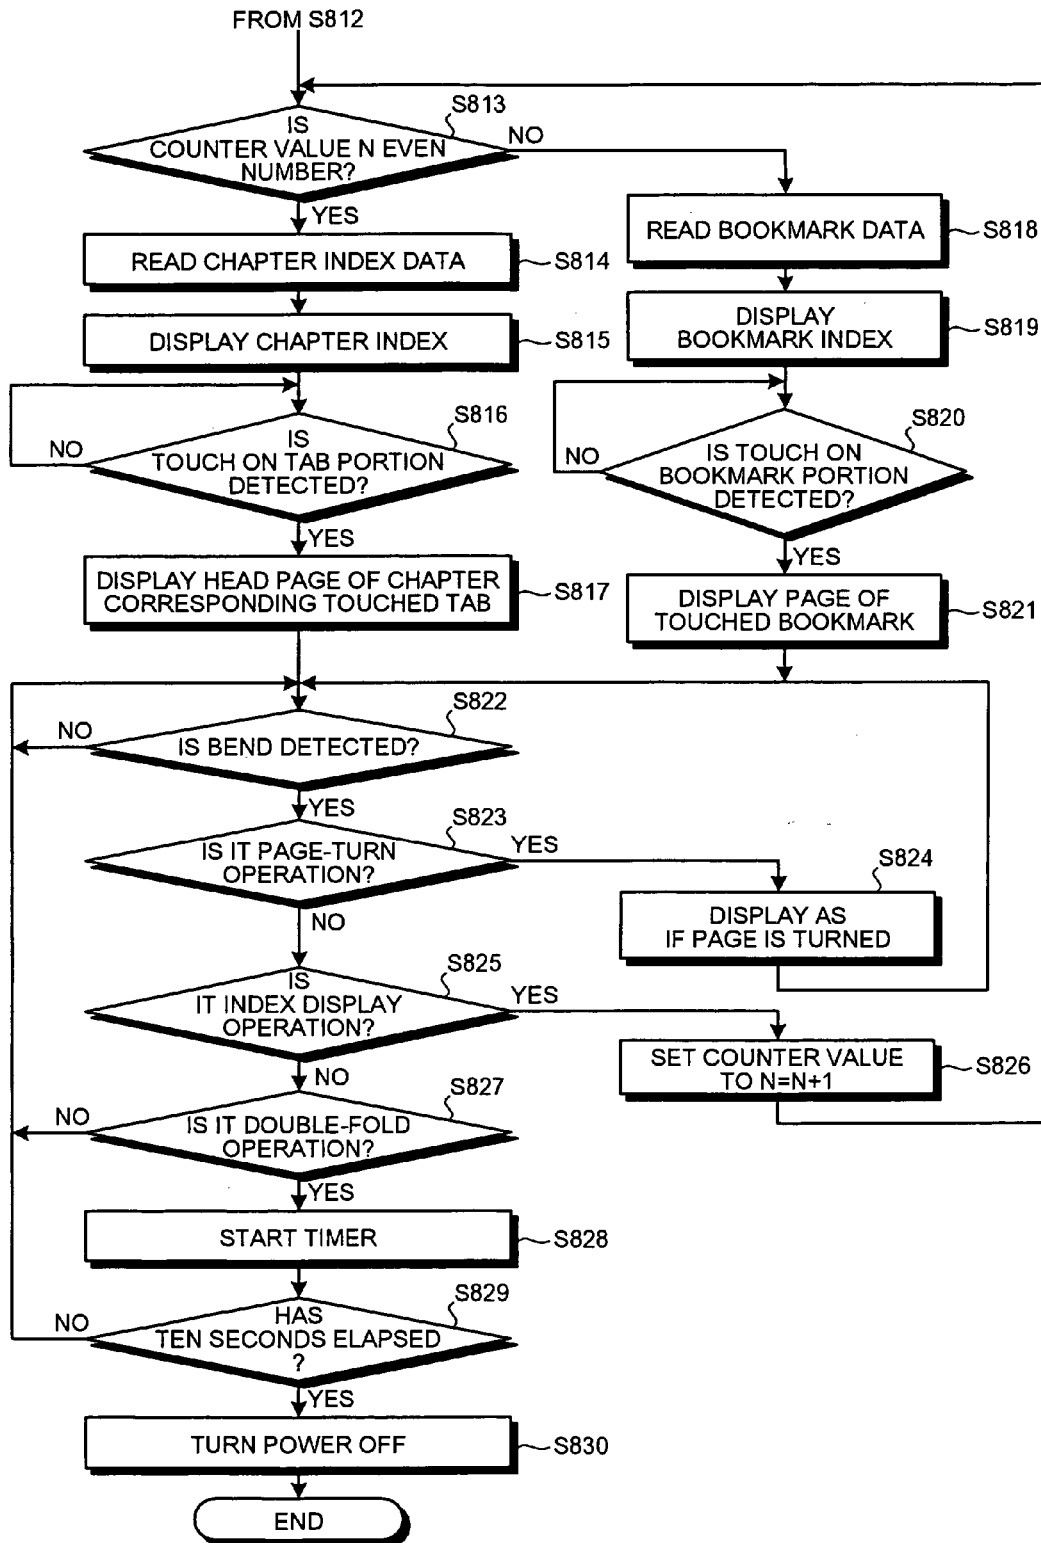 FROM S812
S813
IS
COUNTER VALUE N EVEN
NUMBER?
NO
YES
READ CHAPTER INDEX DATA
S814
DISPLAY CHAPTER INDEX
S815
S816
IS
TOUCH ON TAB PORTION
DETECTED?
NO
YES
DISPLAY HEAD PAGE OF CHAPTER
CORRESPONDING TOUCHED TAB
S817
READ BOOKMARK DATA
S818
DISPLAY
BOOKMARK INDEX
S819
S820
IS TOUCH ON
BOOKMARK PORTION
DETECTED?
NO
YES
DISPLAY PAGE OF
TOUCHED BOOKMARK
S821
S822
IS BEND DETECTED?
NO
YES
S823
IS IT PAGE-TURN
OPERATION?
YES
NO
S824
DISPLAY AS
IF PAGE IS TURNED
S825
IS
IT INDEX DISPLAY
OPERATION?
YES
NO
SET COUNTER VALUE
TO N=N+1
S826
S827
IS IT DOUBLE-FOLD
OPERATION?
NO
YES
START TIMER
S828
S829
HAS
TEN SECONDS ELAPSED
?
NO
YES
TURN POWER OFF
S830
END